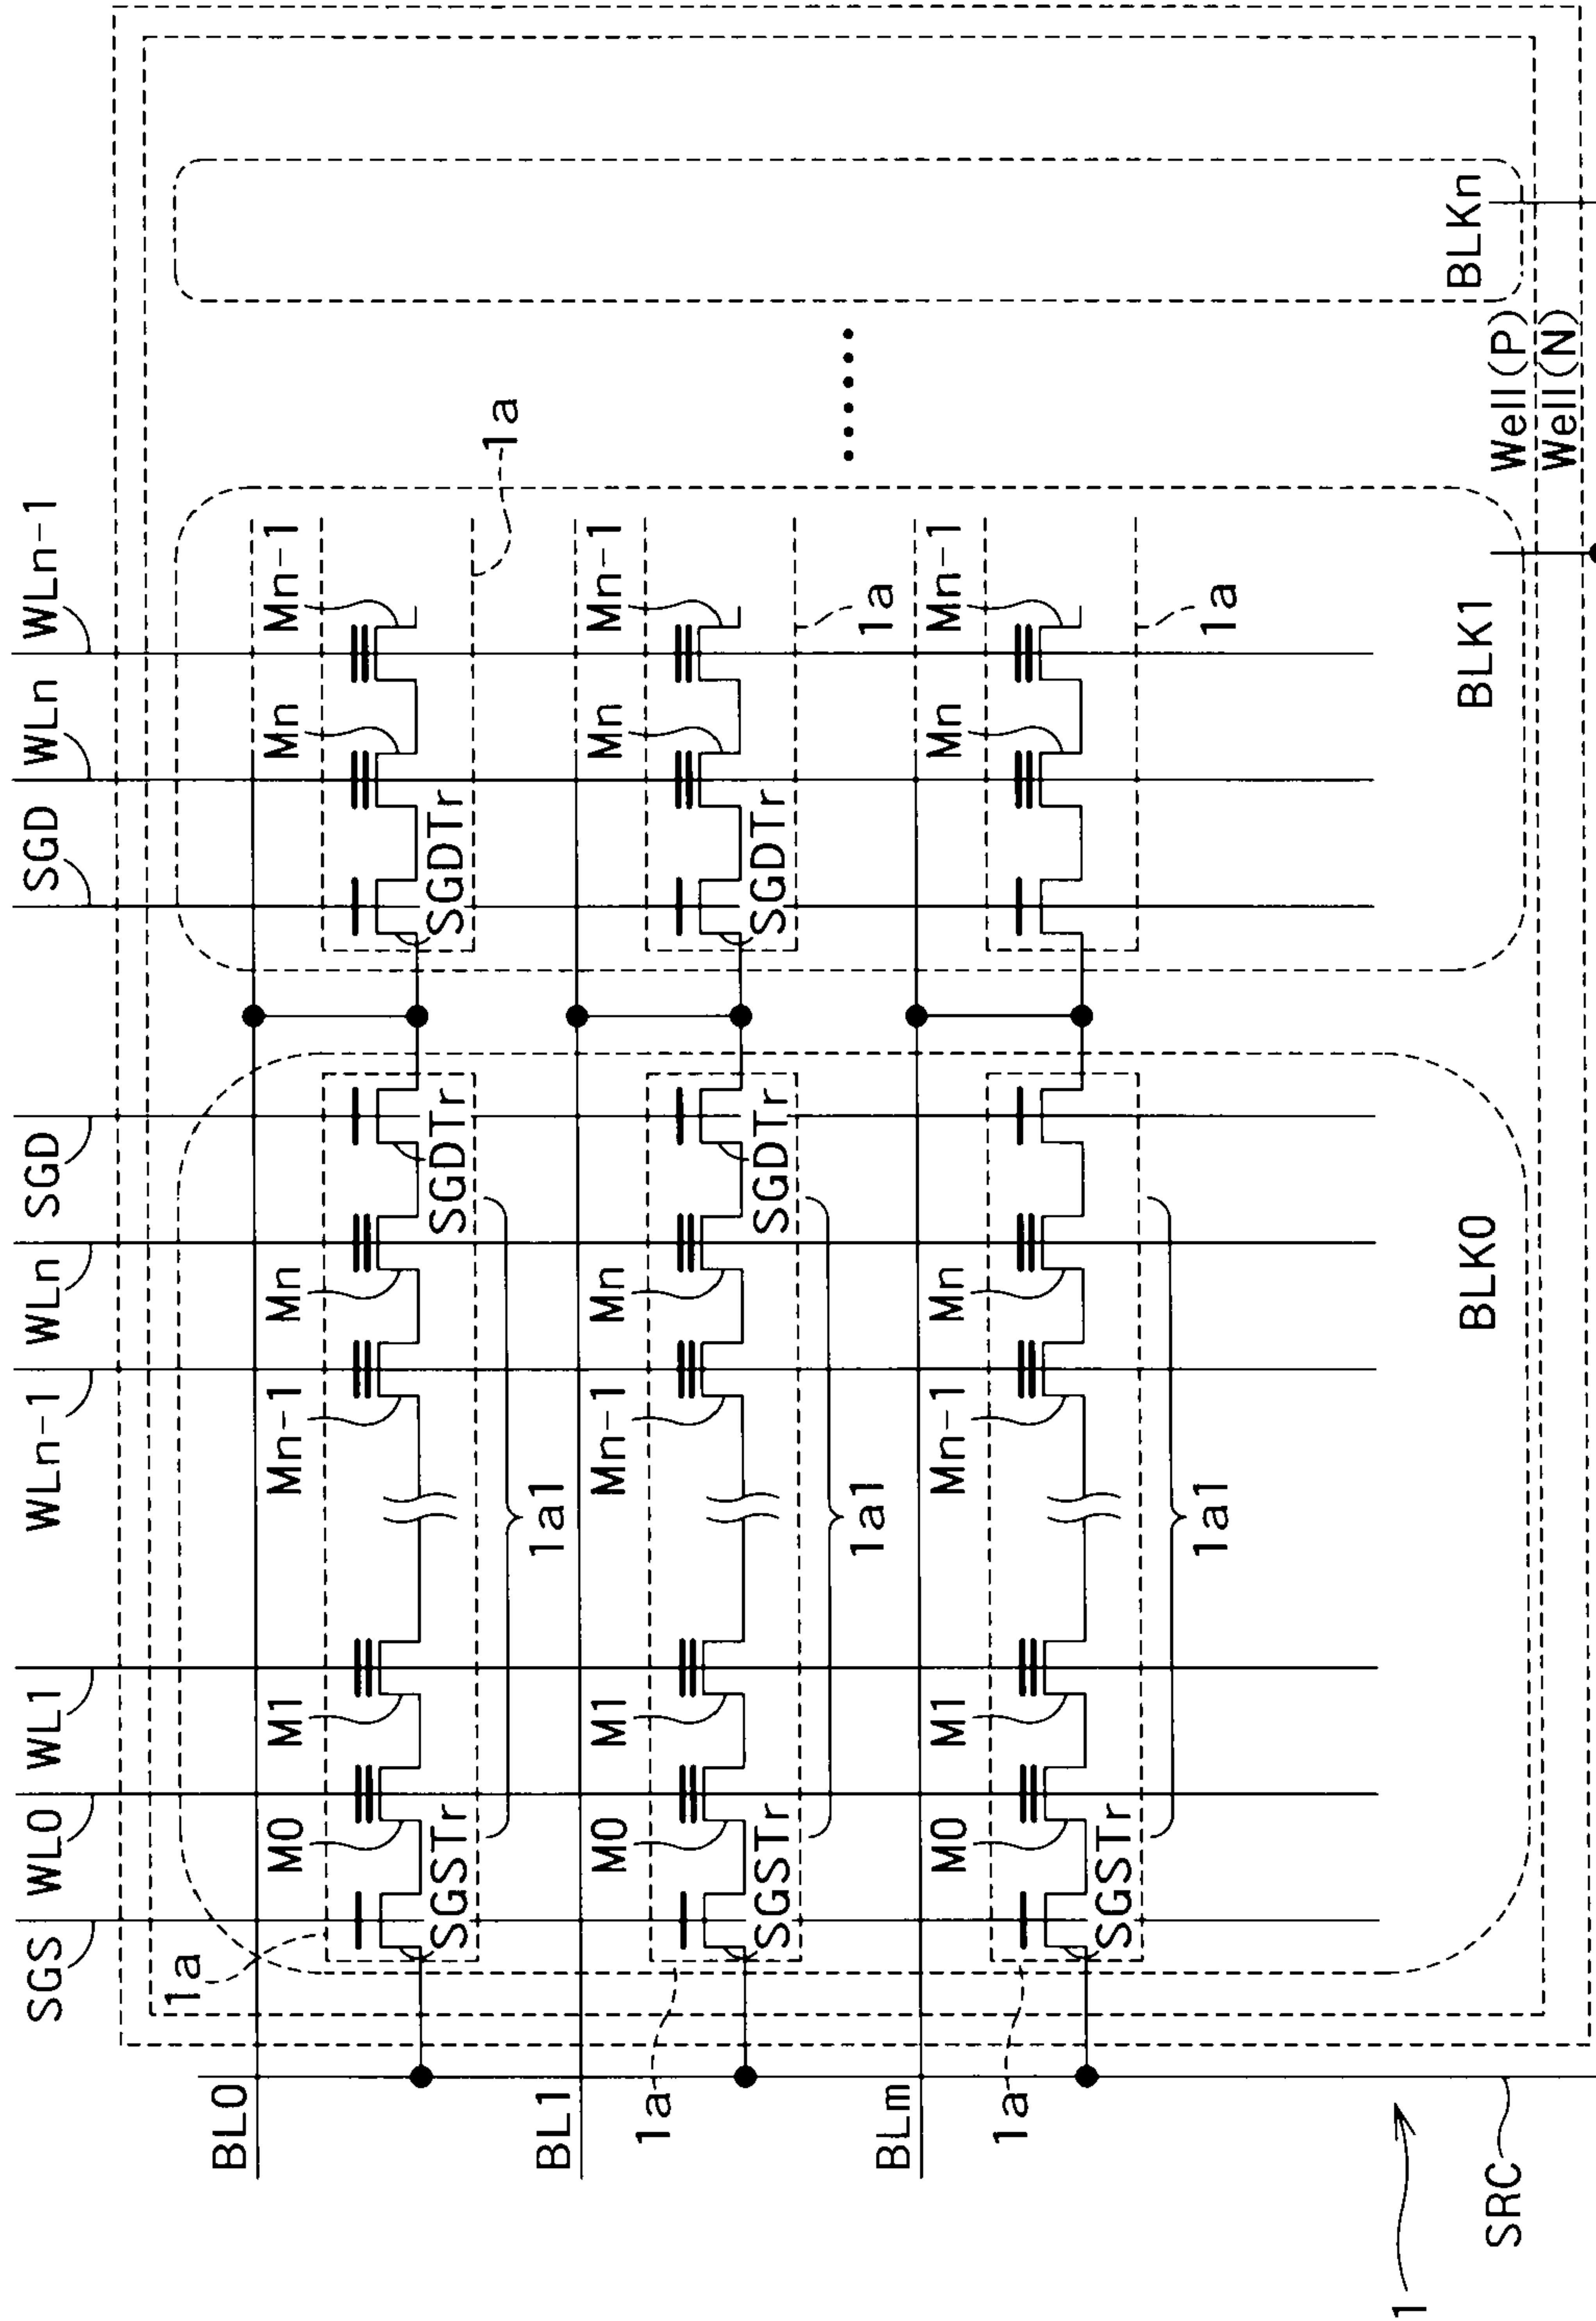 SGS
WL0
WL1
WLn-1
WLn
SGD
SGD
WLn
WLn-1
1a
BL0
M0
M1
Mn-1
Mn
Mn
Mn-1
SGSTr
SGDTr
SGDTr
1a
1a1
BL1
M0
M1
Mn-1
Mn
Mn
Mn-1
1a
SGSTr
SGDTr
SGDTr
1a
1a1
BLm
M0
M1
Mn-1
Mn
Mn
Mn-1
1a
SGSTr
1a
1a1
BLK0
BLK1
BLKn
1
SRC
Well(P)
Well(N)